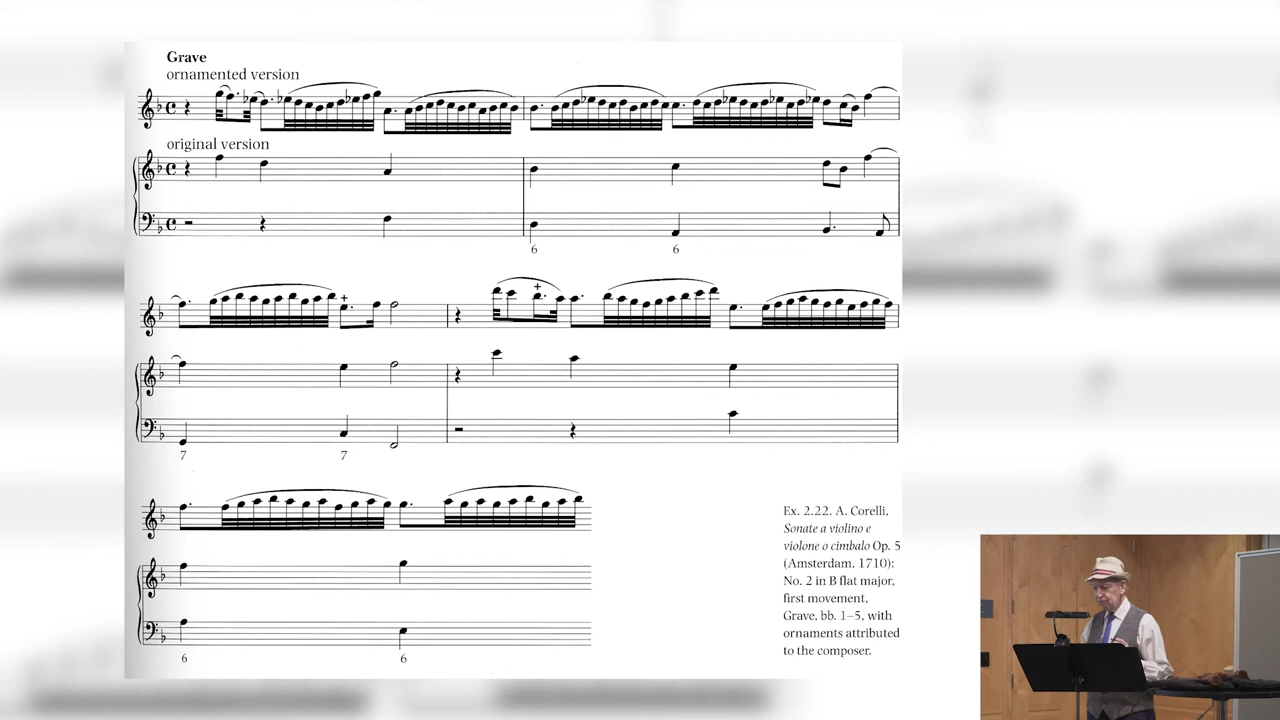 Grave
ornamented version
original version
6 6
+ +
7 7
Ex. 2.22. A. Corelli,
Sonate a violino e
violone o cimbalo Op. 5
(Amsterdam, 1710):
No. 2 in B flat major,
first movement,
Grave, bb. 1–5, with
ornaments attributed
to the composer.
6 6